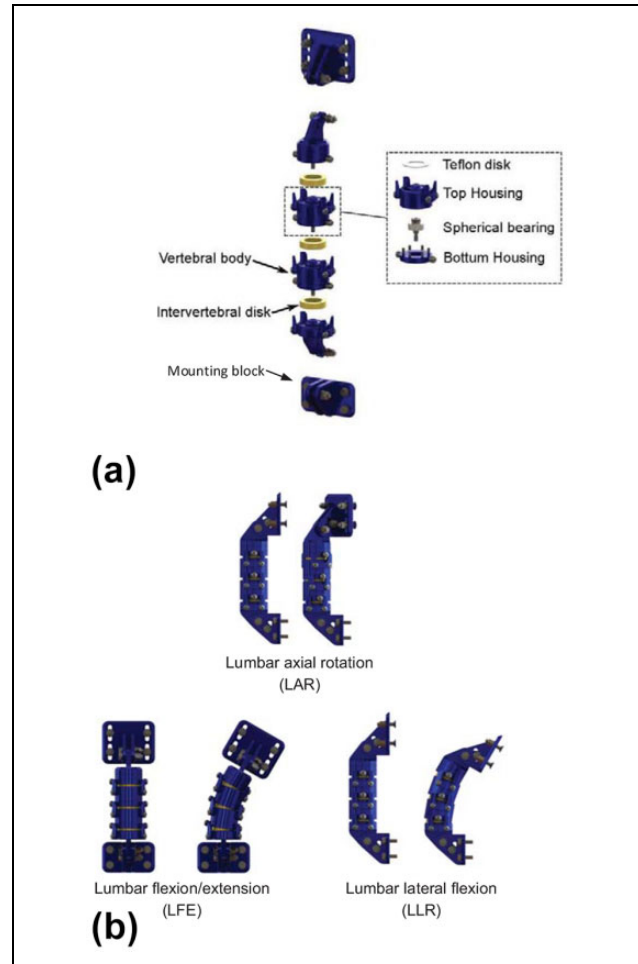 Teflon disk
Top Housing
Spherical bearing
Bottum Housing
Vertebral body
Intervertebral disk
Mounting block
(a)
Lumbar axial rotation
(LAR)
Lumbar flexion/extension
(LFE)
Lumbar lateral flexion
(LLR)
(b)